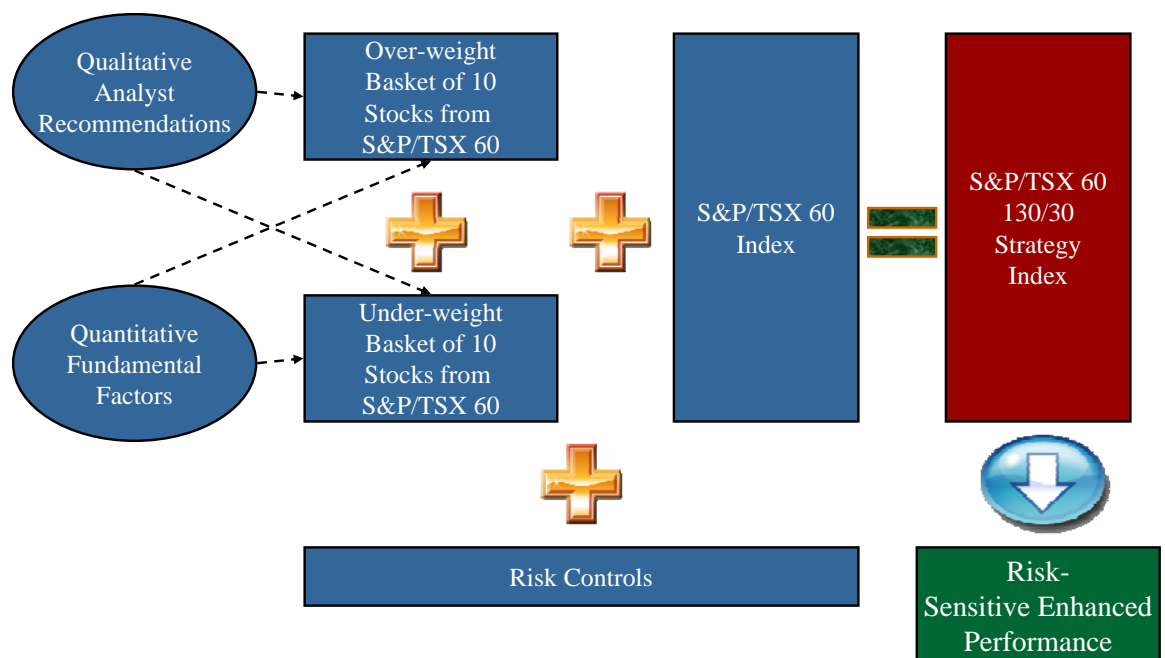 Qualitative
Analyst
Recommendations
Over-weight
Basket of 10
Stocks from
S&P/TSX 60
Quantitative
Fundamental
Factors
Under-weight
Basket of 10
Stocks from
S&P/TSX 60
S&P/TSX 60
Index
S&P/TSX 60
130/30
Strategy
Index
Risk Controls
Risk-
Sensitive Enhanced
Performance